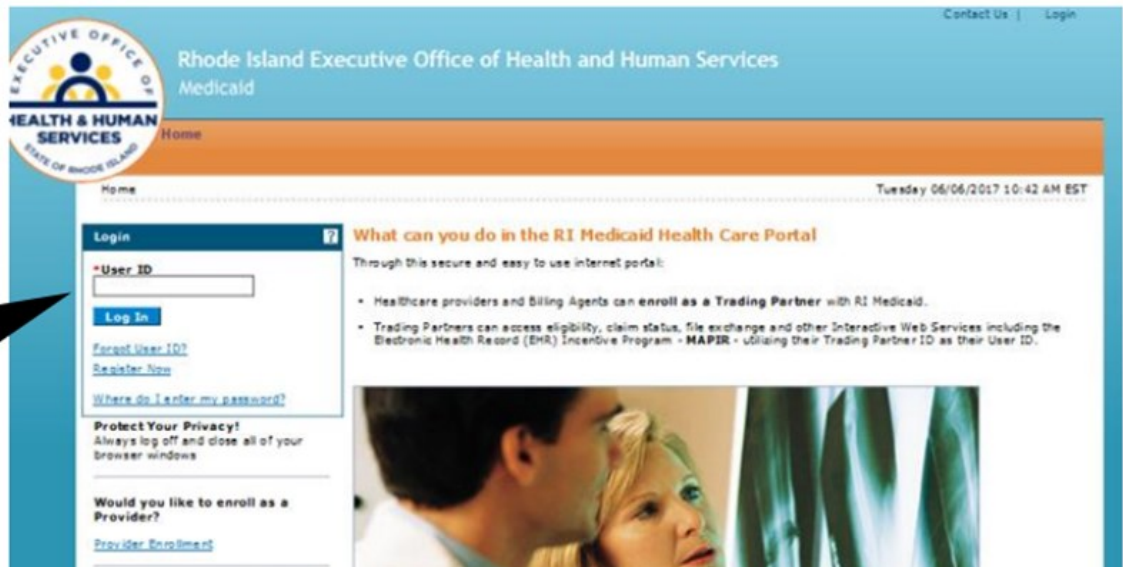 Contact Us | Login
EXECUTIVE OFFICE OF
HEALTH & HUMAN
SERVICES
STATE OF RHODE ISLAND
Rhode Island Executive Office of Health and Human Services
Medicaid
Home
Home
Tuesday 06/06/2017 10:42 AM EST
Login ?
*User ID
Log In
Forgot User ID?
Register Now
Where do I enter my password?
Protect Your Privacy!
Always log off and close all of your
browser windows
Would you like to enroll as a
Provider?
Provider Enrollment
What can you do in the RI Medicaid Health Care Portal
Through this secure and easy to use internet portal:
• Healthcare providers and Billing Agents can enroll as a Trading Partner with RI Medicaid.
• Trading Partners can access eligibility, claim status, file exchange and other Interactive Web Services including the
Electronic Health Record (EHR) Incentive Program - MAPIR - utilizing their Trading Partner ID as their User ID.